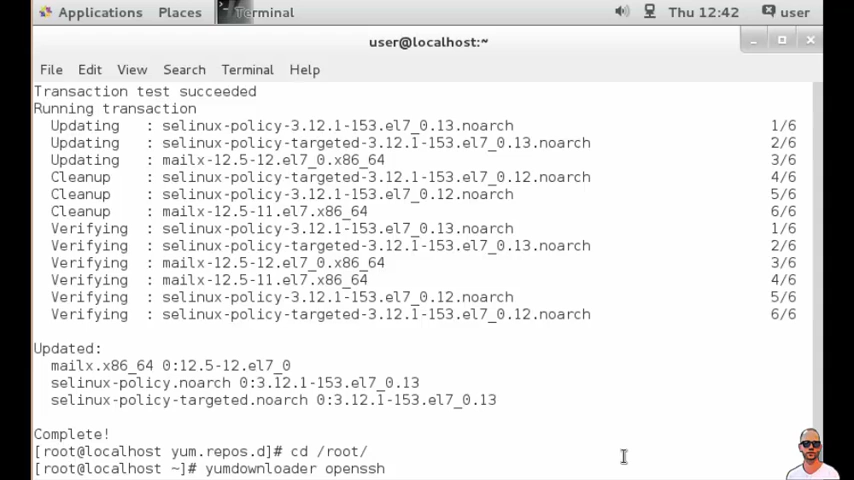 Applications Places Terminal Thu 12:42 user
user@localhost:~
File Edit View Search Terminal Help
Transaction test succeeded
Running transaction
Updating : selinux-policy-3.12.1-153.el7_0.13.noarch 1/6
Updating : selinux-policy-targeted-3.12.1-153.el7_0.13.noarch 2/6
Updating : mailx-12.5-12.el7_0.x86_64 3/6
Cleanup : selinux-policy-targeted-3.12.1-153.el7_0.12.noarch 4/6
Cleanup : selinux-policy-3.12.1-153.el7_0.12.noarch 5/6
Cleanup : mailx-12.5-11.el7.x86_64 6/6
Verifying : selinux-policy-3.12.1-153.el7_0.13.noarch 1/6
Verifying : selinux-policy-targeted-3.12.1-153.el7_0.13.noarch 2/6
Verifying : mailx-12.5-12.el7_0.x86_64 3/6
Verifying : mailx-12.5-11.el7.x86_64 4/6
Verifying : selinux-policy-3.12.1-153.el7_0.12.noarch 5/6
Verifying : selinux-policy-targeted-3.12.1-153.el7_0.12.noarch 6/6
Updated:
mailx.x86_64 0:12.5-12.el7_0
selinux-policy.noarch 0:3.12.1-153.el7_0.13
selinux-policy-targeted.noarch 0:3.12.1-153.el7_0.13
Complete!
[root@localhost yum.repos.d]# cd /root/
[root@localhost ~]# yumdownloader openssh